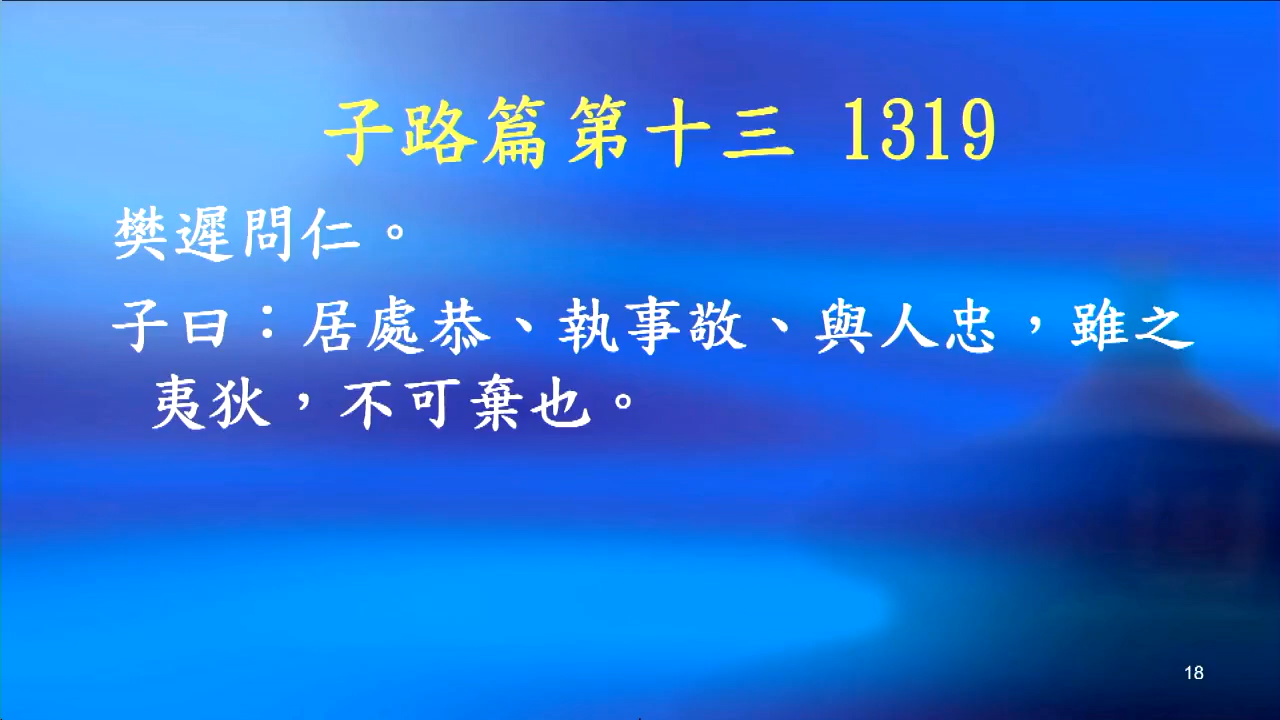 子路篇第十三 1319
樊遲問仁。
子曰：居處恭、執事敬、與人忠，雖之
夷狄，不可棄也。
18